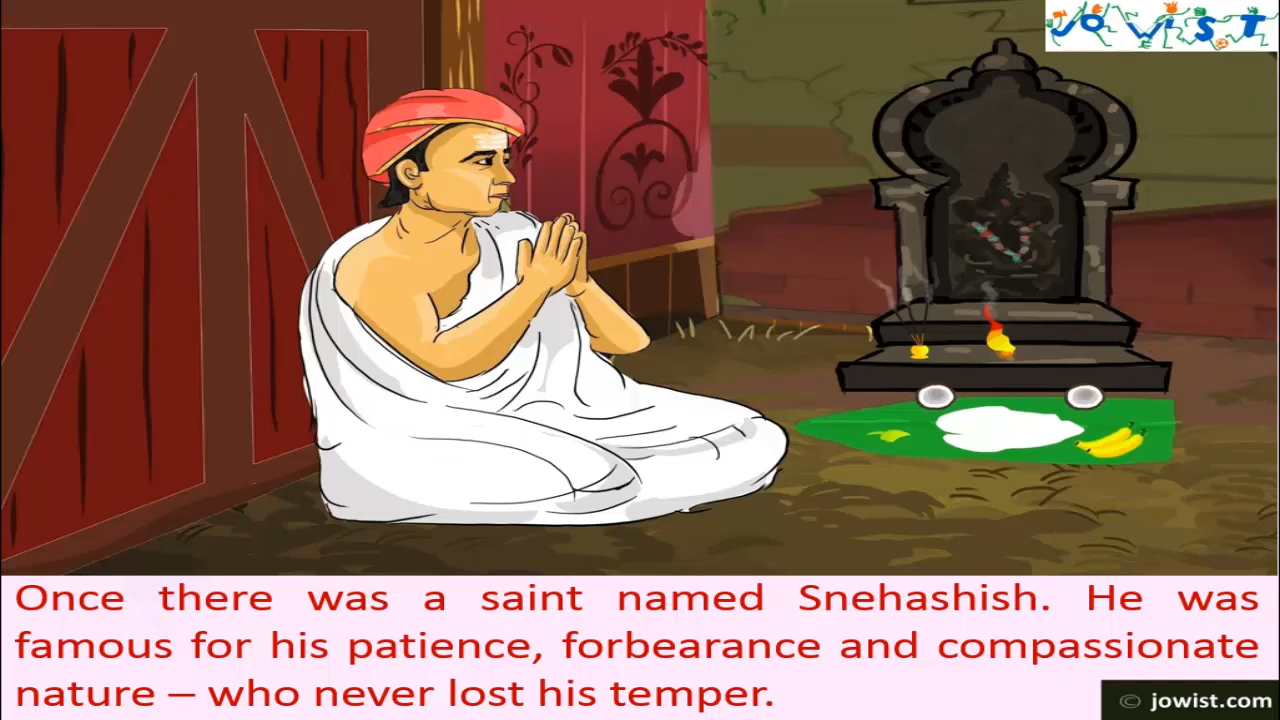 JOWIST
Once there was a saint named Snehashish. He was
famous for his patience, forbearance and compassionate
nature – who never lost his temper.
© jowist.com